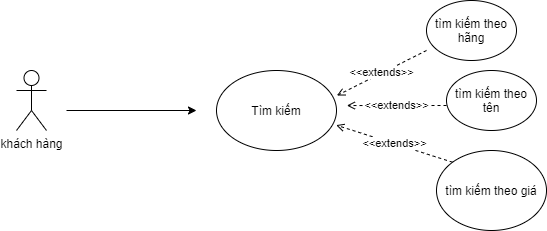 tìm kiếm theo
hãng
<<extends>>
tìm kiếm theo
tên
<<extends>>
Tìm kiếm
khách hàng
<<extends>>
tìm kiếm theo giá